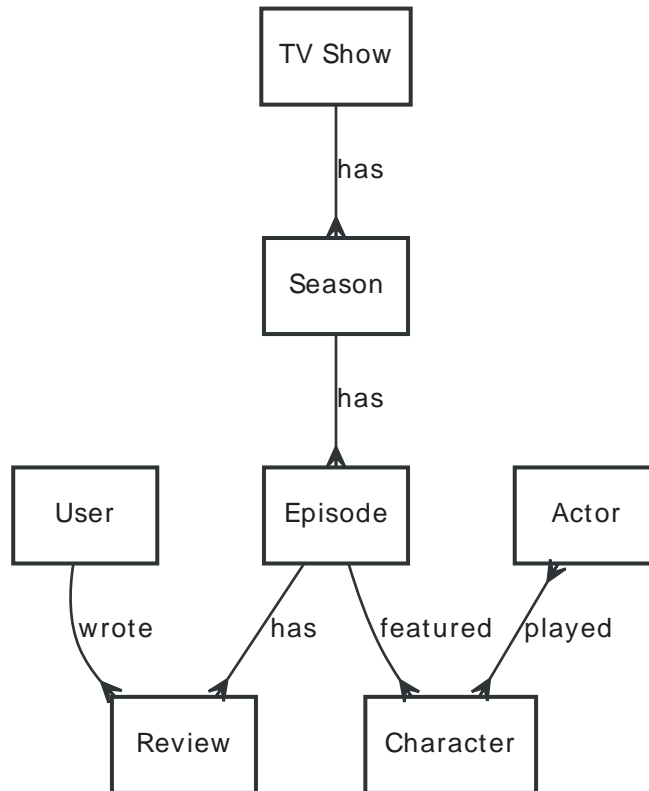 TV Show
has
Season
has
User
Episode
Actor
wrote
has
featured
played
Review
Character